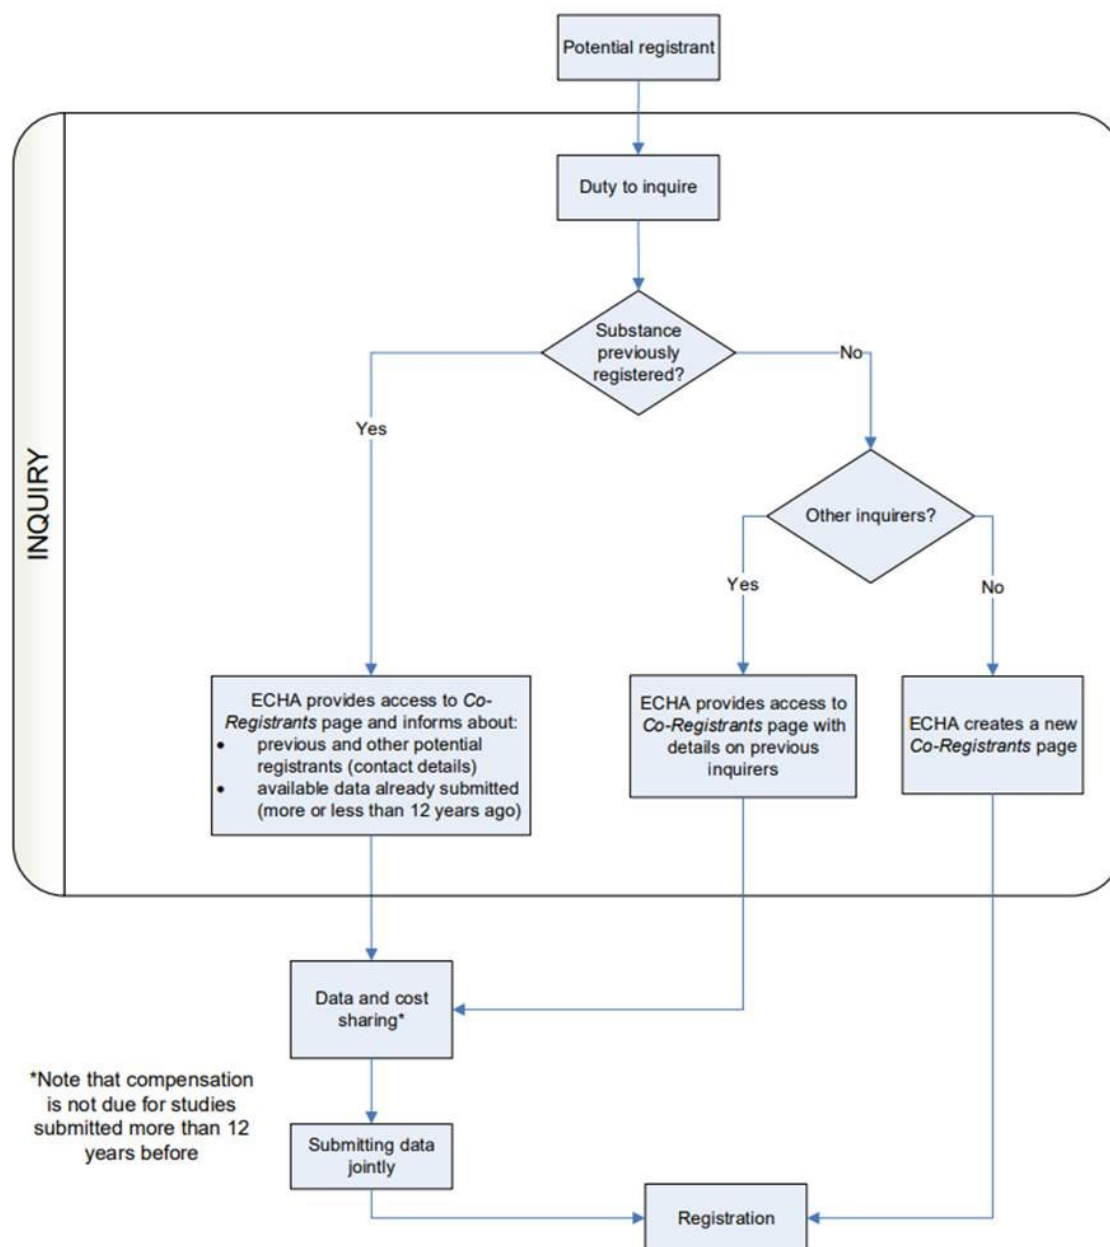 Potential registrant
Duty to inquire
Substance
previously
registered?
No
Yes
INQUIRY
Other inquirers?
Yes
No
ECHA provides access to Co-
Registrants page and informs about:
• previous and other potential
registrants (contact details)
• available data already submitted
(more or less than 12 years ago)
ECHA provides access to
Co-Registrants page with
details on previous
inquirers
ECHA creates a new
Co-Registrants page
Data and cost
sharing*
*Note that compensation
is not due for studies
submitted more than 12
years before
Submitting data
jointly
Registration